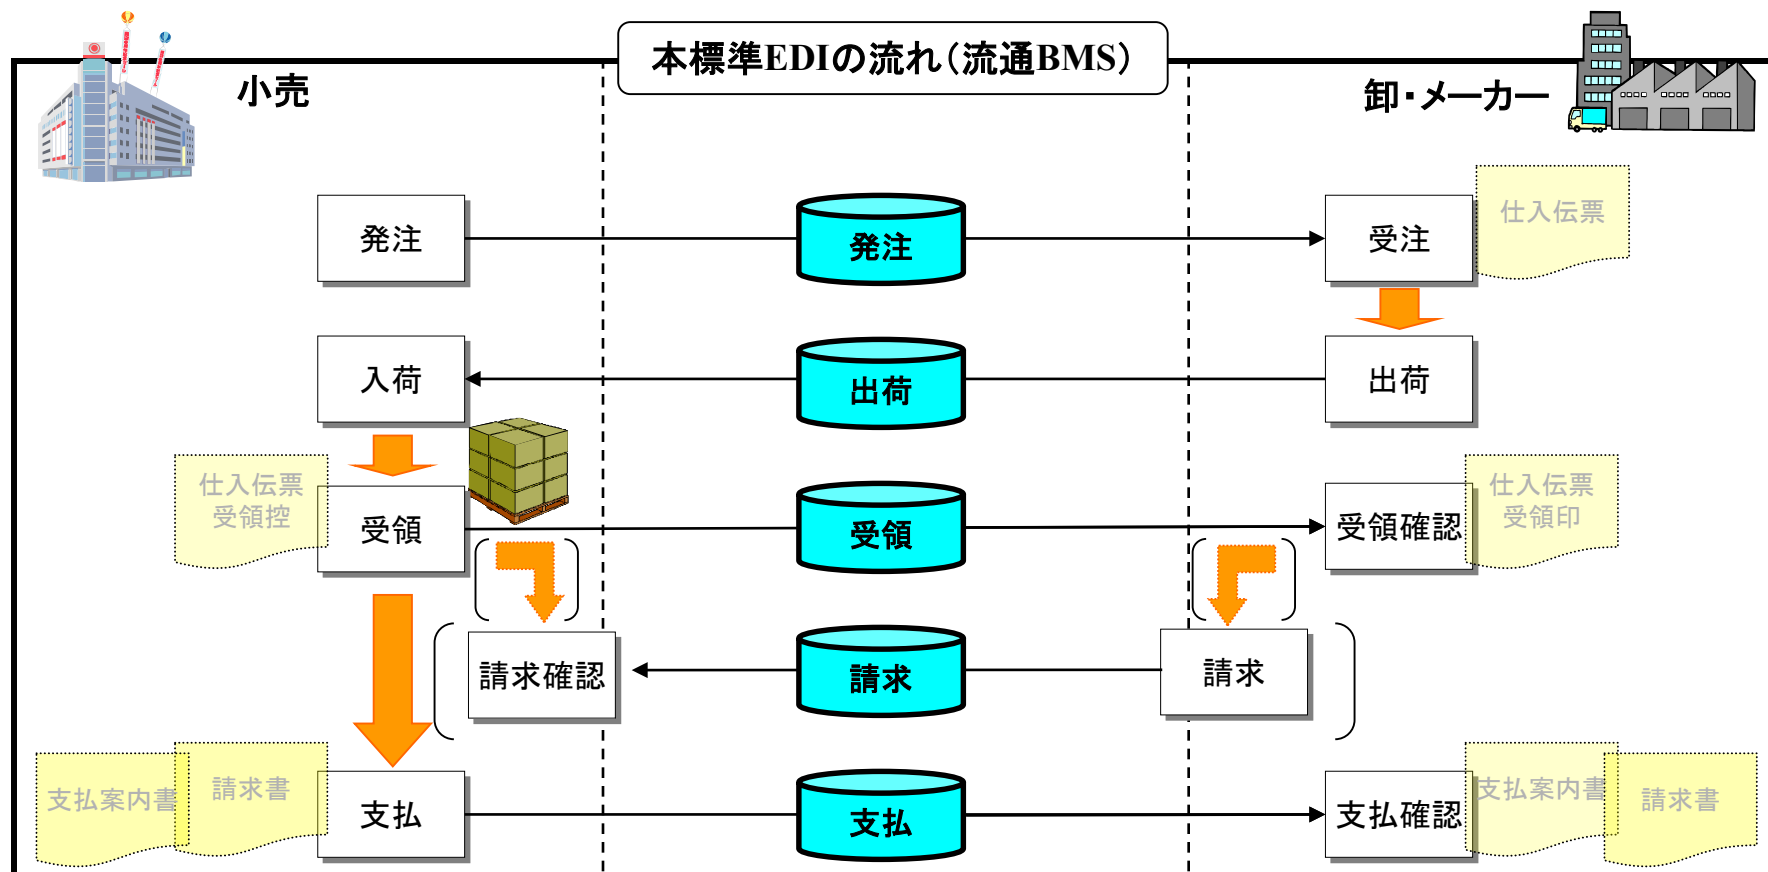 本標準EDIの流れ（流通BMS）
小売
卸・メーカー
発注
発注
受注
仕入伝票
入荷
出荷
出荷
仕入伝票
受領控
受領
受領
受領確認
仕入伝票
受領印
請求確認
請求
請求
支払案内書
請求書
支払
支払
支払確認
支払案内書
請求書